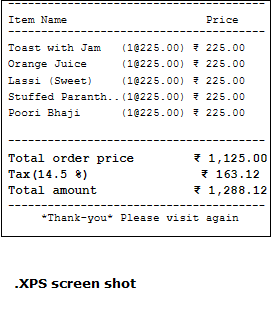 Item Name Price
Toast with Jam (1@225.00) ₹ 225.00
Orange Juice (1@225.00) ₹ 225.00
Lassi (Sweet) (1@225.00) ₹ 225.00
Stuffed Paranth..(1@225.00) ₹ 225.00
Poori Bhaji (1@225.00) ₹ 225.00
Total order price ₹ 1,125.00
Tax(14.5 %) ₹ 163.12
Total amount ₹ 1,288.12
*Thank-you* Please visit again
.XPS screen shot